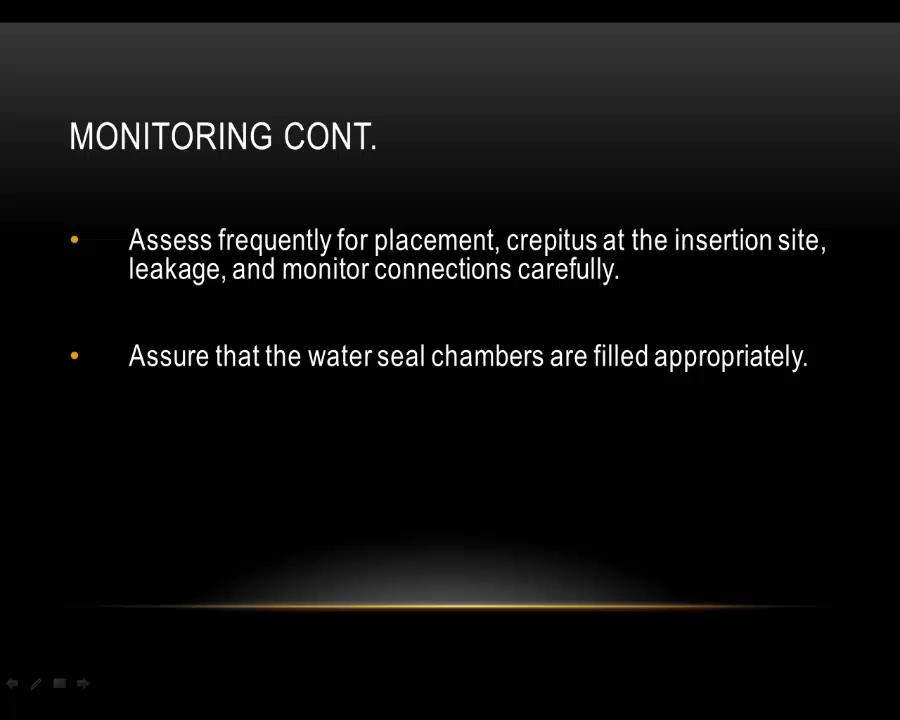 MONITORING CONT.
• Assess frequently for placement, crepitus at the insertion site,
leakage, and monitor connections carefully.
• Assure that the water seal chambers are filled appropriately.